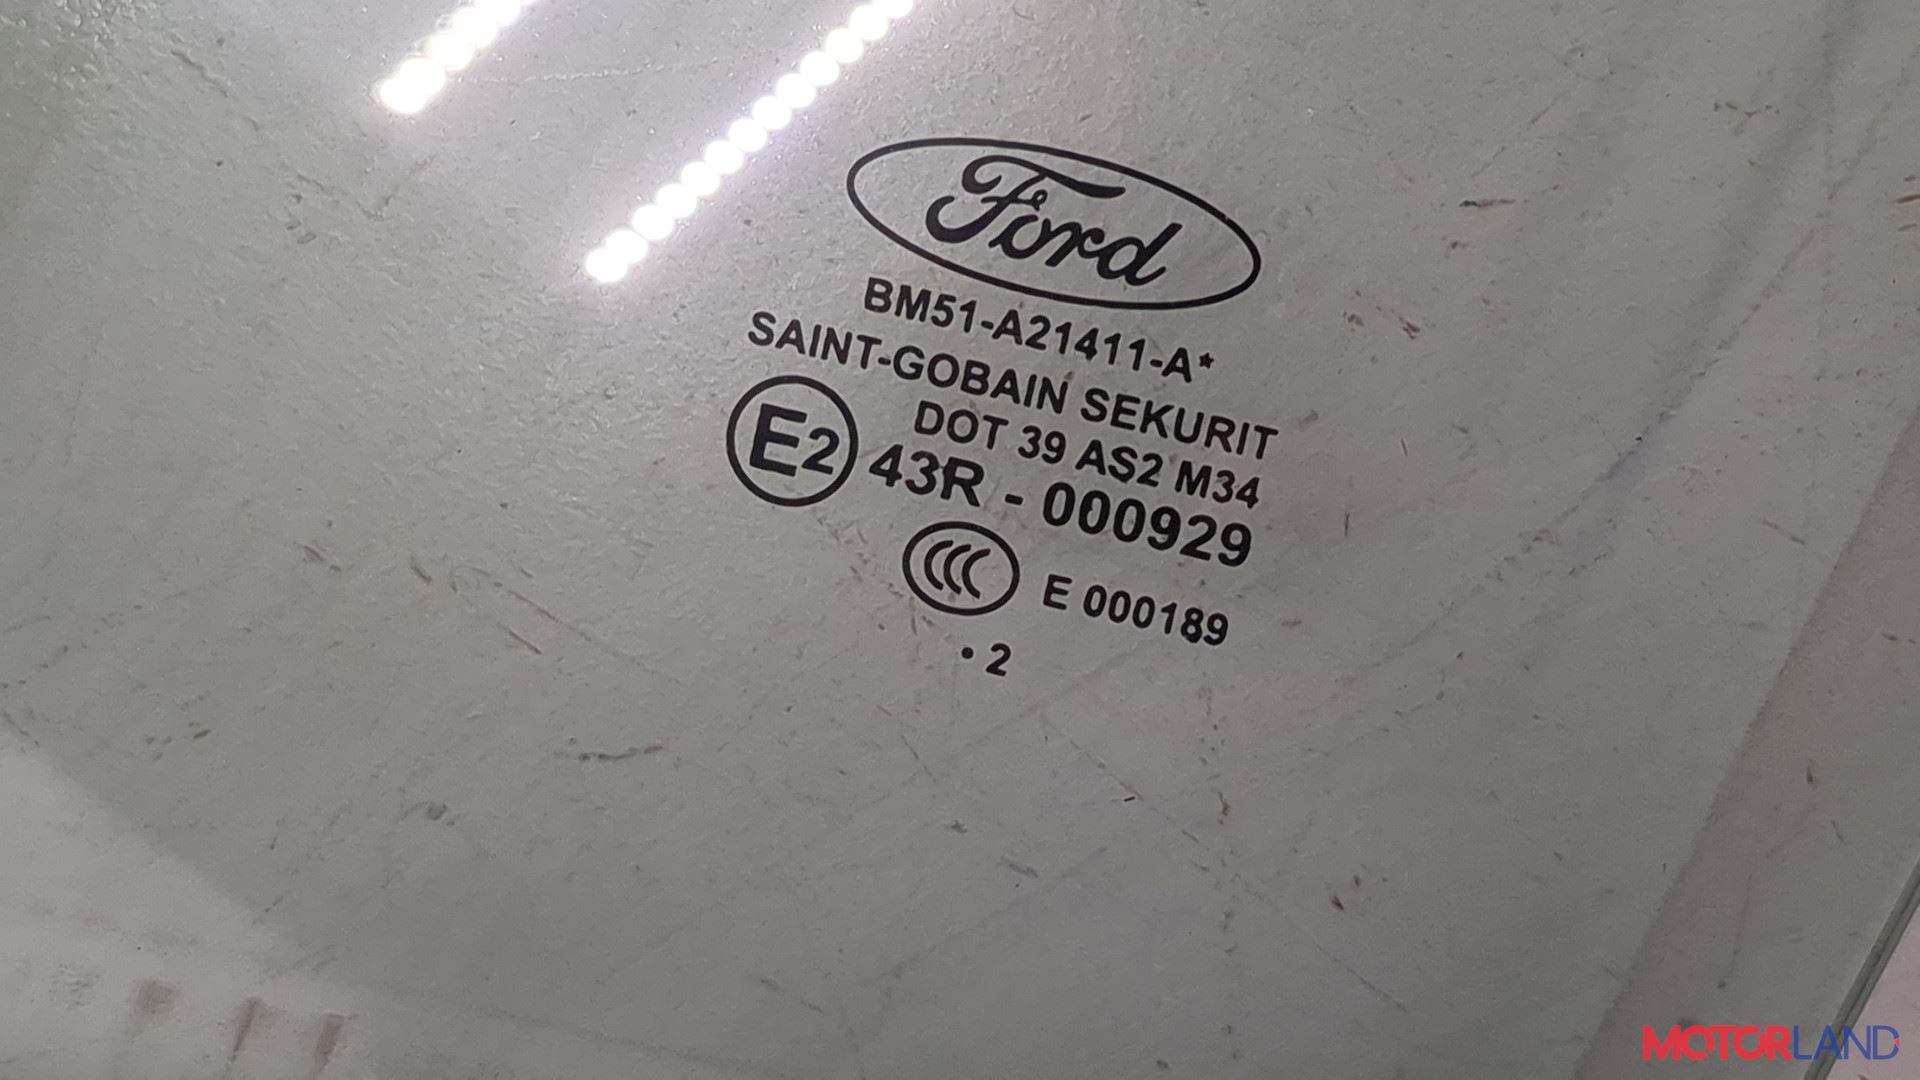 Ford
BM51-A21411-A*
SAINT-GOBAIN SEKURIT
DOT 39 AS2 M34
E2 43R - 000929
CCC E 000189
• 2
MOTORLAND